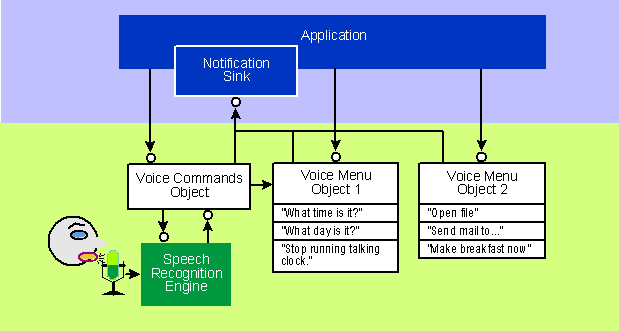 Application
Notification
Sink
Voice Commands
Object
Voice Menu
Object 1
"What time is it?"
"What day is it?"
"Stop running talking
clock."
Voice Menu
Object 2
"Open file"
"Send mail to..."
"Make breakfast now"
Speech
Recognition
Engine